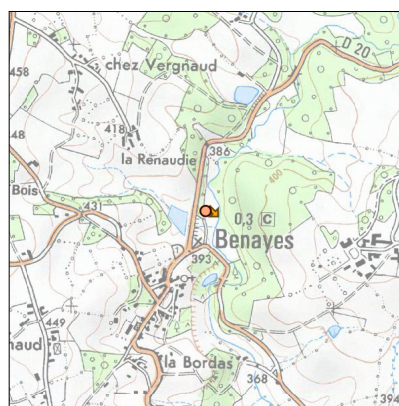 D 20
458
chez Vergnaud
418
48
386
la Renaudie
400
Bois
431
0,3 C
Benayes
393
449
naud
la Bordas
368
394